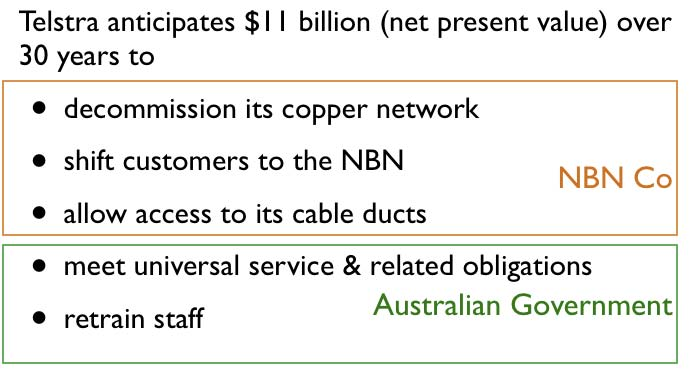 Telstra anticipates $11 billion (net present value) over
30 years to
• decommission its copper network
• shift customers to the NBN
NBN Co
• allow access to its cable ducts
• meet universal service & related obligations
Australian Government
• retrain staff